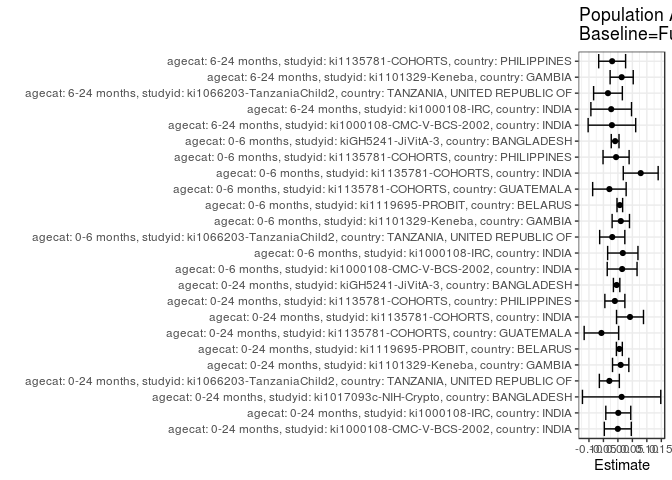 Population A
Baseline=Fu
agecat: 6-24 months, studyid: ki1135781-COHORTS, country: PHILIPPINES
agecat: 6-24 months, studyid: ki1101329-Keneba, country: GAMBIA
agecat: 6-24 months, studyid: ki1066203-TanzaniaChild2, country: TANZANIA, UNITED REPUBLIC OF
agecat: 6-24 months, studyid: ki1000108-IRC, country: INDIA
agecat: 6-24 months, studyid: ki1000108-CMC-V-BCS-2002, country: INDIA
agecat: 0-6 months, studyid: kiGH5241-JiVitA-3, country: BANGLADESH
agecat: 0-6 months, studyid: ki1135781-COHORTS, country: PHILIPPINES
agecat: 0-6 months, studyid: ki1135781-COHORTS, country: INDIA
agecat: 0-6 months, studyid: ki1135781-COHORTS, country: GUATEMALA
agecat: 0-6 months, studyid: ki1119695-PROBIT, country: BELARUS
agecat: 0-6 months, studyid: ki1101329-Keneba, country: GAMBIA
agecat: 0-6 months, studyid: ki1066203-TanzaniaChild2, country: TANZANIA, UNITED REPUBLIC OF
agecat: 0-6 months, studyid: ki1000108-IRC, country: INDIA
agecat: 0-6 months, studyid: ki1000108-CMC-V-BCS-2002, country: INDIA
agecat: 0-24 months, studyid: kiGH5241-JiVitA-3, country: BANGLADESH
agecat: 0-24 months, studyid: ki1135781-COHORTS, country: PHILIPPINES
agecat: 0-24 months, studyid: ki1135781-COHORTS, country: INDIA
agecat: 0-24 months, studyid: ki1135781-COHORTS, country: GUATEMALA
agecat: 0-24 months, studyid: ki1119695-PROBIT, country: BELARUS
agecat: 0-24 months, studyid: ki1101329-Keneba, country: GAMBIA
agecat: 0-24 months, studyid: ki1066203-TanzaniaChild2, country: TANZANIA, UNITED REPUBLIC OF
agecat: 0-24 months, studyid: ki1017093c-NIH-Crypto, country: BANGLADESH
agecat: 0-24 months, studyid: ki1000108-IRC, country: INDIA
agecat: 0-24 months, studyid: ki1000108-CMC-V-BCS-2002, country: INDIA
Estimate